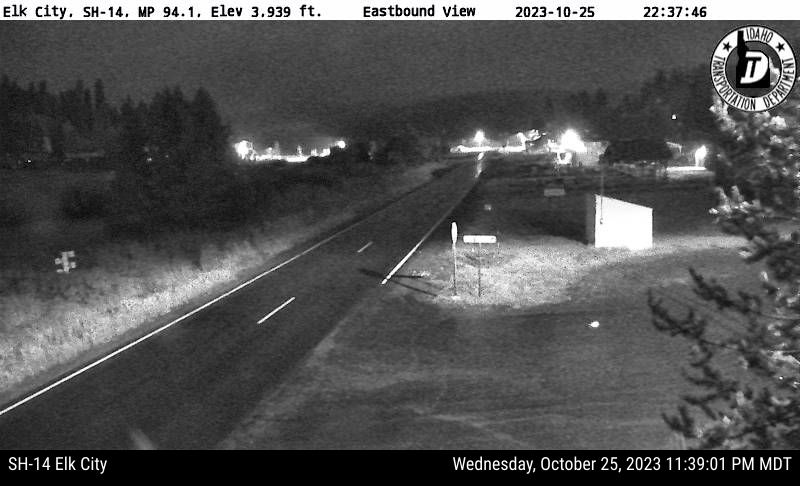 Elk City, SH-14, MP 94.1, Elev 3,939 ft. Eastbound View 2023-10-25 22:37:46
IDAHO
TRANSPORTATION DEPARTMENT
SH-14 Elk City Wednesday, October 25, 2023 11:39:01 PM MDT